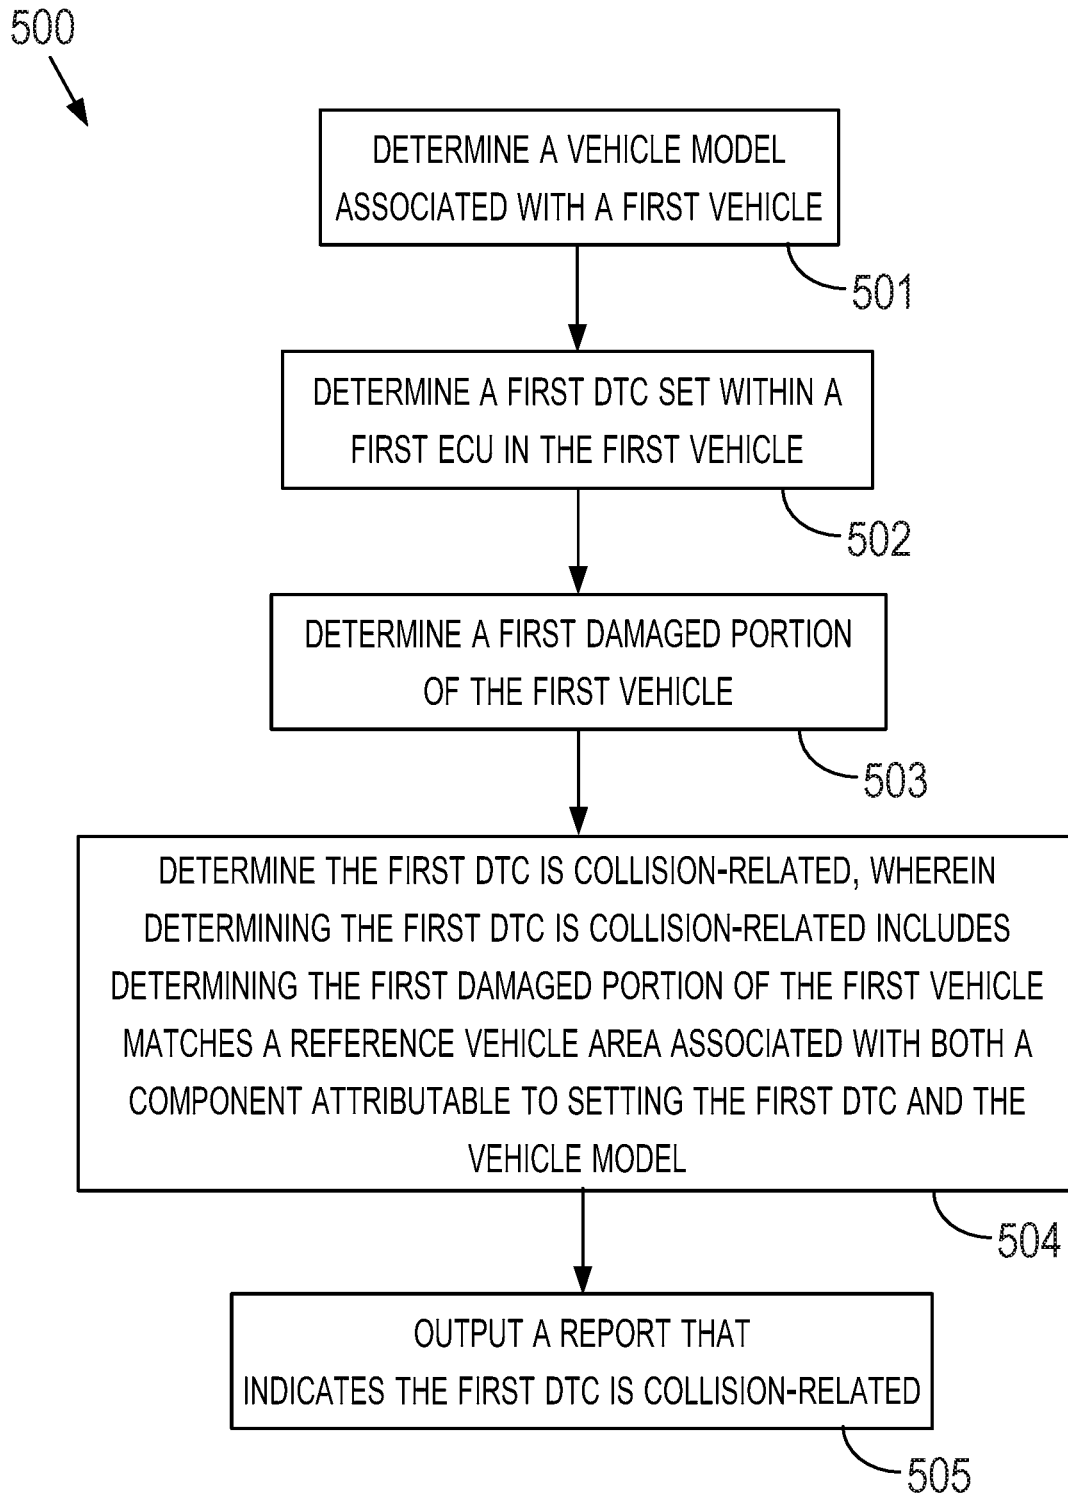 500
DETERMINE A VEHICLE MODEL
ASSOCIATED WITH A FIRST VEHICLE
501
DETERMINE A FIRST DTC SET WITHIN A
FIRST ECU IN THE FIRST VEHICLE
502
DETERMINE A FIRST DAMAGED PORTION
OF THE FIRST VEHICLE
503
DETERMINE THE FIRST DTC IS COLLISION-RELATED, WHEREIN
DETERMINING THE FIRST DTC IS COLLISION-RELATED INCLUDES
DETERMINING THE FIRST DAMAGED PORTION OF THE FIRST VEHICLE
MATCHES A REFERENCE VEHICLE AREA ASSOCIATED WITH BOTH A
COMPONENT ATTRIBUTABLE TO SETTING THE FIRST DTC AND THE
VEHICLE MODEL
504
OUTPUT A REPORT THAT
INDICATES THE FIRST DTC IS COLLISION-RELATED
505